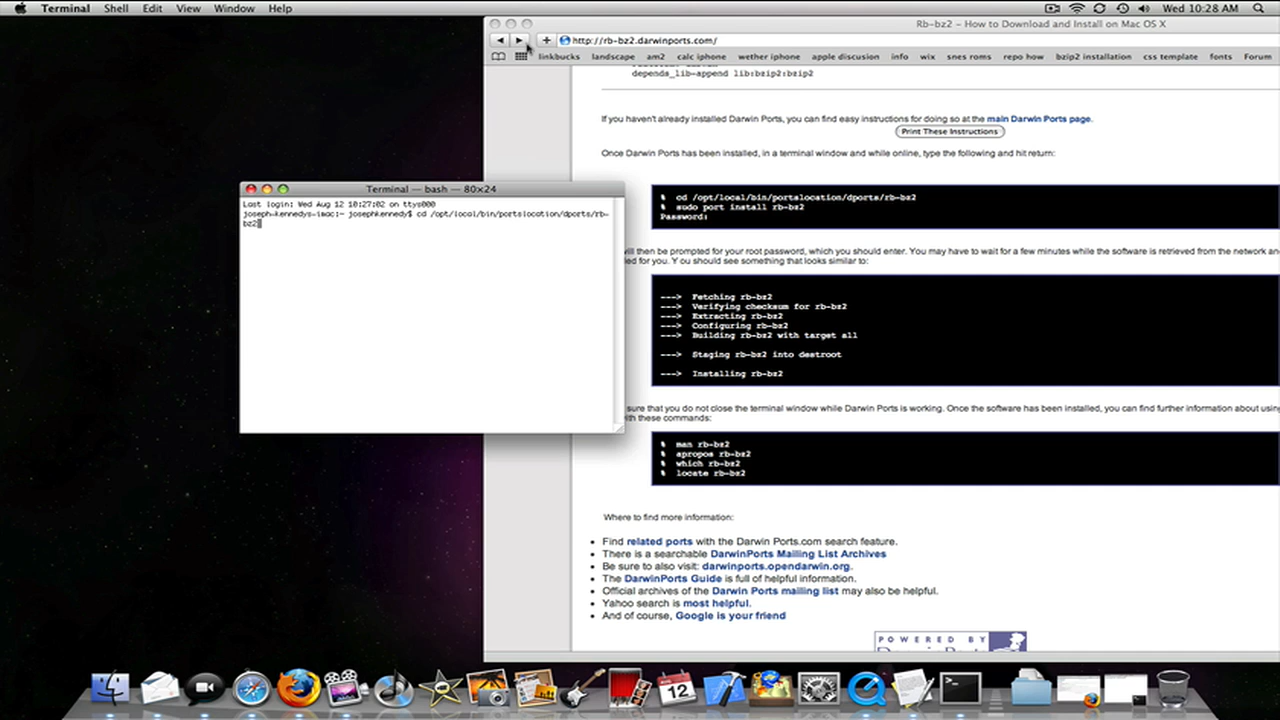 Terminal Shell Edit View Window Help Wed 10:28 AM
Rb-bz2 – How to Download and Install on Mac OS X
http://rb-bz2.darwinports.com/
linkbucks landscape am2 calc iphone wether iphone apple discusion info wix snes roms repo how bzip2 installation css template fonts Forum
depends_lib-append lib:bzip2:bzip2
If you haven't already installed Darwin Ports, you can find easy instructions for doing so at the main Darwin Ports page.
Print These Instructions
Once Darwin Ports has been installed, in a terminal window and while online, type the following and hit return:
% cd /opt/local/bin/portslocation/dports/rb-bz2
% sudo port install rb-bz2
Password:
Terminal — bash — 80x24
Last login: Wed Aug 12 10:27:02 on ttys000
joseph-kennedys-imac:~ josephkennedy$ cd /opt/local/bin/portslocation/dports/rb-
bz2
will then be prompted for your root password, which you should enter. You may have to wait for a few minutes while the software is retrieved from the network and
led for you. Y ou should see something that looks similar to:
---> Fetching rb-bz2
---> Verifying checksum for rb-bz2
---> Extracting rb-bz2
---> Configuring rb-bz2
---> Building rb-bz2 with target all
---> Staging rb-bz2 into destroot
---> Installing rb-bz2
sure that you do not close the terminal window while Darwin Ports is working. Once the software has been installed, you can find further information about using
with these commands:
% man rb-bz2
% apropos rb-bz2
% which rb-bz2
% locate rb-bz2
Where to find more information:
• Find related ports with the Darwin Ports.com search feature.
• There is a searchable DarwinPorts Mailing List Archives
• Be sure to also visit: darwinports.opendarwin.org.
• The DarwinPorts Guide is full of helpful information.
• Official archives of the Darwin Ports mailing list may also be helpful.
• Yahoo search is most helpful.
• And of course, Google is your friend
POWERED BY
12